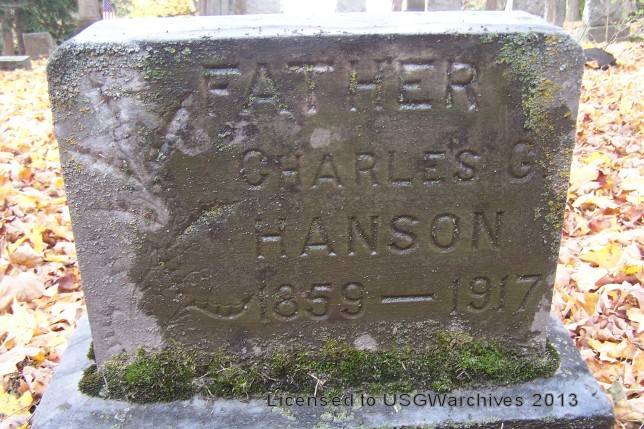 FATHER
CHARLES G.
HANSON
1859 — 1917
Licensed to USGWarchives 2013